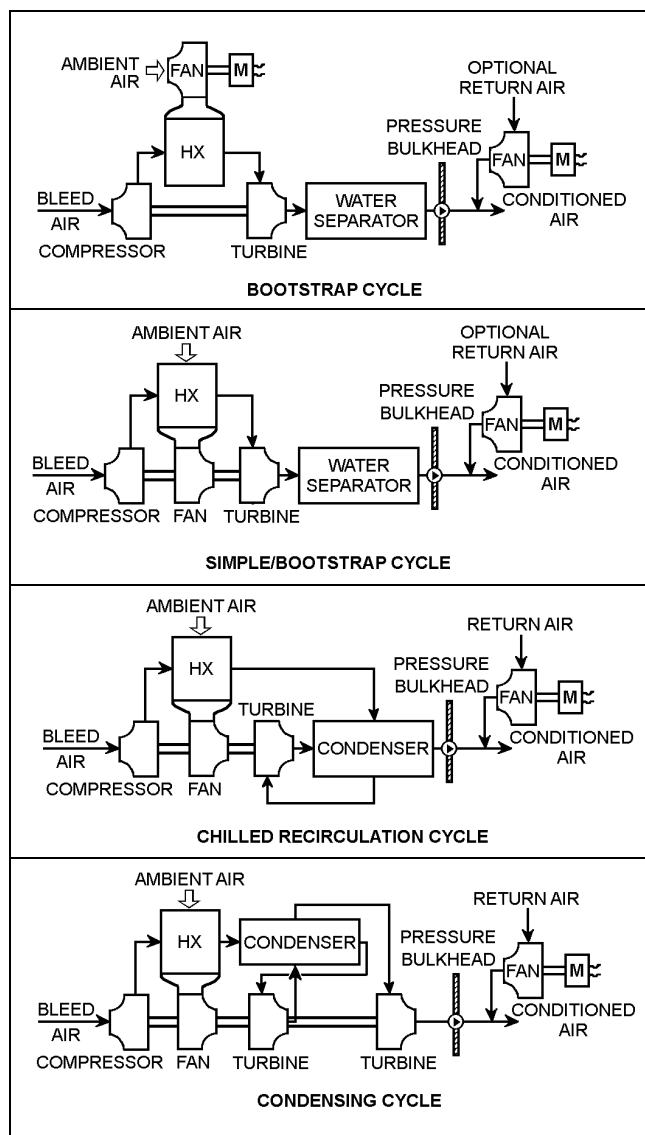 AMBIENT
AIR
FAN
M
HX
BLEED
AIR
COMPRESSOR
TURBINE
WATER
SEPARATOR
PRESSURE
BULKHEAD
OPTIONAL
RETURN AIR
FAN
M
CONDITIONED
AIR
BOOTSTRAP CYCLE
AMBIENT AIR
HX
BLEED
AIR
COMPRESSOR
FAN
TURBINE
WATER
SEPARATOR
PRESSURE
BULKHEAD
OPTIONAL
RETURN AIR
FAN
M
CONDITIONED
AIR
SIMPLE/BOOTSTRAP CYCLE
AMBIENT AIR
HX
BLEED
AIR
COMPRESSOR
FAN
TURBINE
CONDENSER
PRESSURE
BULKHEAD
RETURN AIR
FAN
M
CONDITIONED
AIR
CHILLED RECIRCULATION CYCLE
AMBIENT AIR
HX
CONDENSER
BLEED
AIR
COMPRESSOR
FAN
TURBINE
TURBINE
PRESSURE
BULKHEAD
RETURN AIR
FAN
M
CONDITIONED
AIR
CONDENSING CYCLE